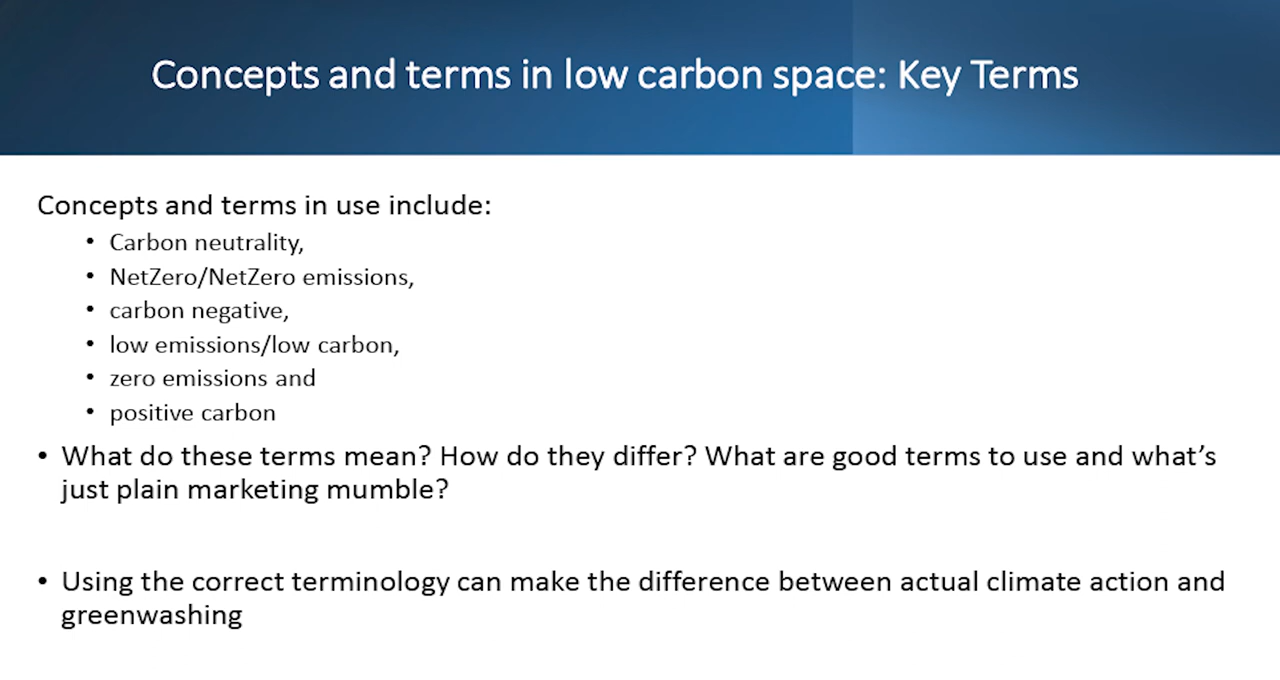 Concepts and terms in low carbon space: Key Terms
Concepts and terms in use include:
• Carbon neutrality,
• NetZero/NetZero emissions,
• carbon negative,
• low emissions/low carbon,
• zero emissions and
• positive carbon
• What do these terms mean? How do they differ? What are good terms to use and what's
just plain marketing mumble?
• Using the correct terminology can make the difference between actual climate action and
greenwashing